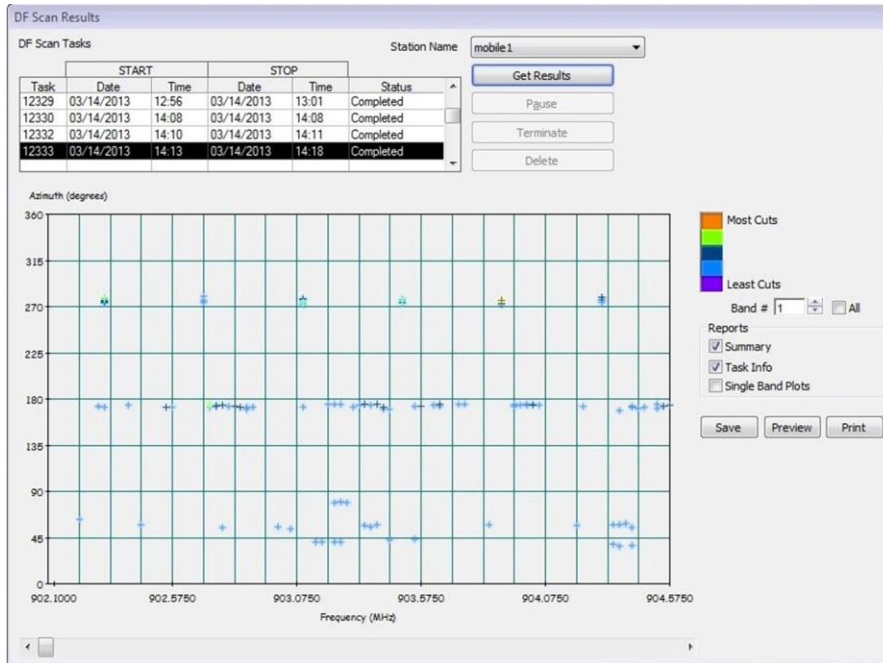 DF Scan Results
DF Scan Tasks
Station Name mobile1
START STOP
Task Date Time Date Time Status
12329 03/14/2013 12:56 03/14/2013 13:01 Completed
12330 03/14/2013 14:08 03/14/2013 14:08 Completed
12332 03/14/2013 14:10 03/14/2013 14:11 Completed
12333 03/14/2013 14:13 03/14/2013 14:18 Completed
Get Results
Pause
Terminate
Delete
Azimuth (degrees)
360
315
270
225
180
135
90
45
0
902.1000 902.5750 903.0750 903.5750 904.0750 904.5750
Frequency (MHz)
Most Cuts
Least Cuts
Band # 1 All
Reports
Summary
Task Info
Single Band Plots
Save Preview Print